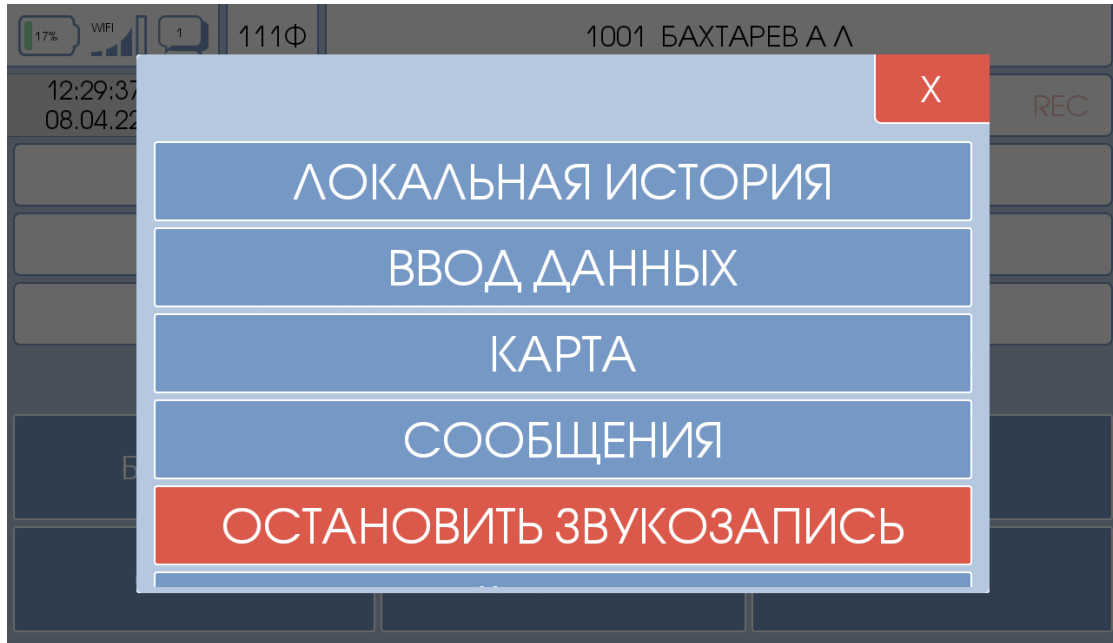 17% WIFI 1 111Ф 1001 БАХТАРЕВ А Л
X
12:29:37
08.04.22
REC
ЛОКАЛЬНАЯ ИСТОРИЯ
ВВОД ДАННЫХ
КАРТА
СООБЩЕНИЯ
ОСТАНОВИТЬ ЗВУКОЗАПИСЬ